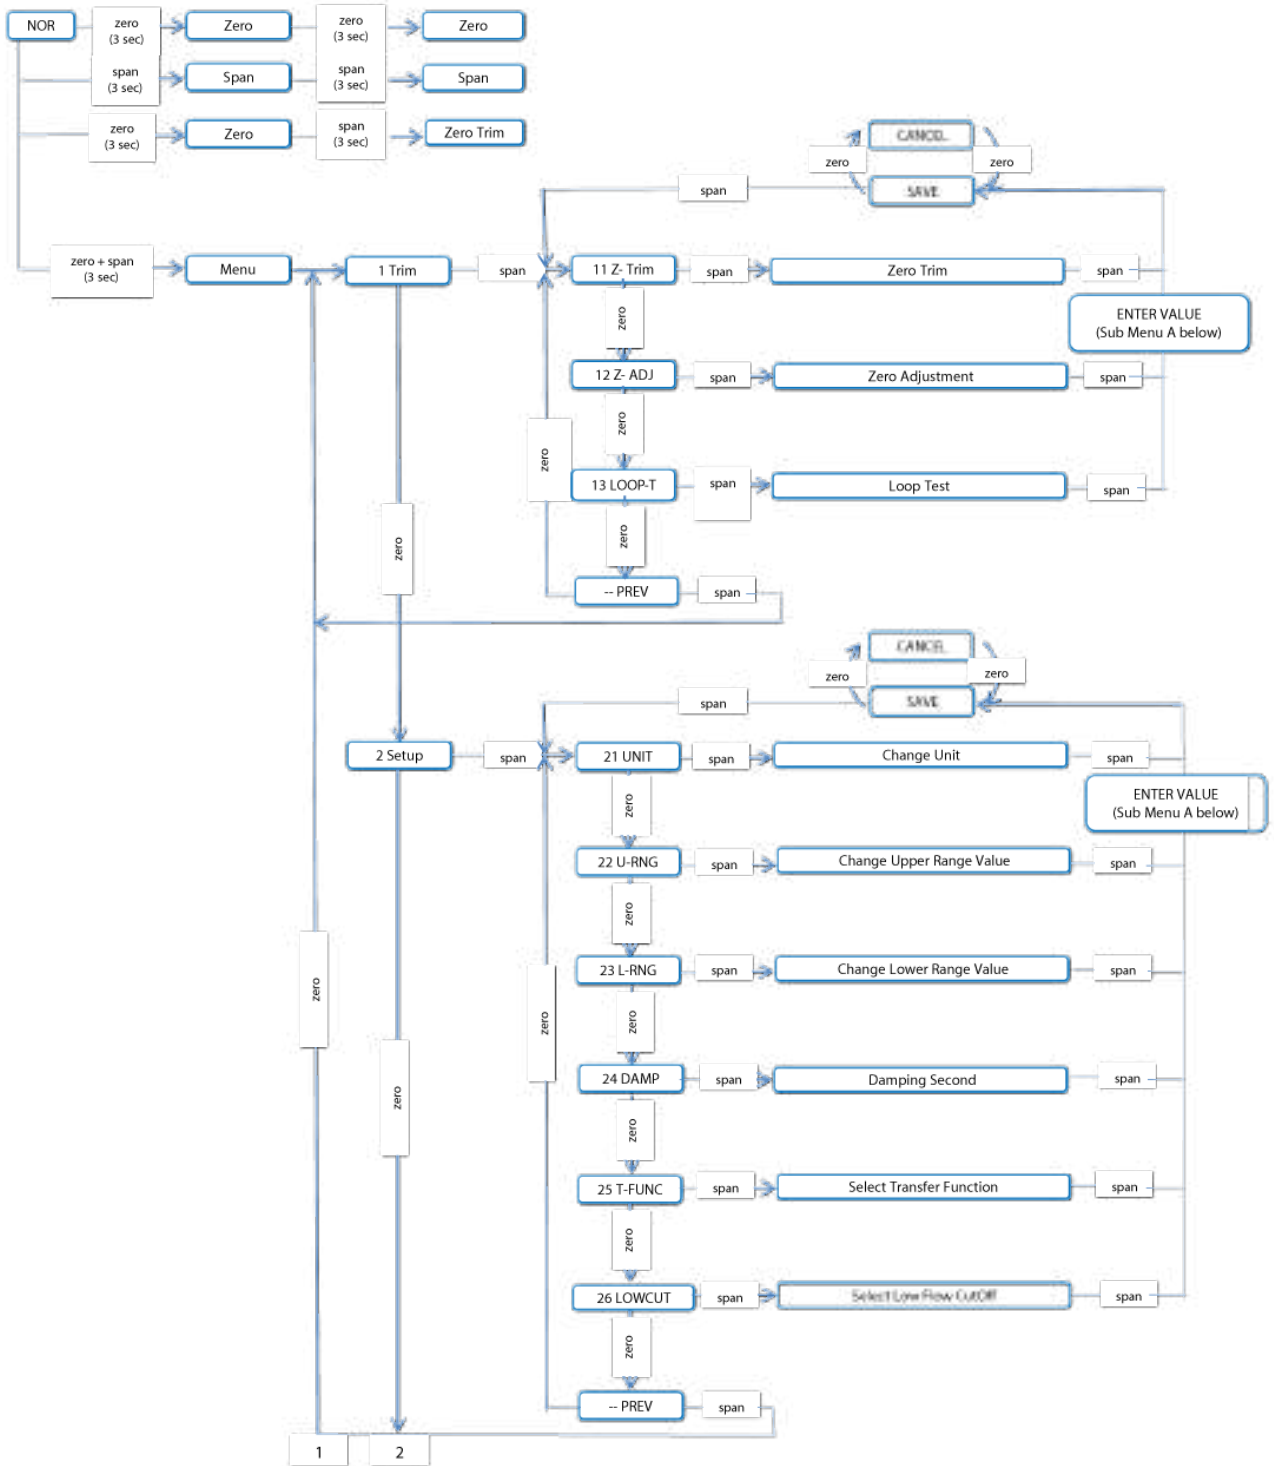 NOR
zero
(3 sec)
Zero
zero
(3 sec)
Zero
span
(3 sec)
Span
span
(3 sec)
Span
zero
(3 sec)
Zero
span
(3 sec)
Zero Trim
CANCEL
zero
zero
span
SAVE
zero + span
(3 sec)
Menu
1 Trim
span
11 Z- Trim
span
Zero Trim
span
zero
ENTER VALUE
(Sub Menu A below)
12 Z- ADJ
span
Zero Adjustment
span
zero
zero
13 LOOP-T
span
Loop Test
span
zero
zero
-- PREV
span
CANCEL
zero
zero
span
SAVE
2 Setup
span
21 UNIT
span
Change Unit
span
zero
ENTER VALUE
(Sub Menu A below)
22 U-RNG
span
Change Upper Range Value
span
zero
23 L-RNG
span
Change Lower Range Value
span
zero
zero
zero
24 DAMP
span
Damping Second
span
zero
zero
25 T-FUNC
span
Select Transfer Function
span
zero
26 LOWCUT
span
Select Low Flow CutOff
span
zero
-- PREV
span
1
2